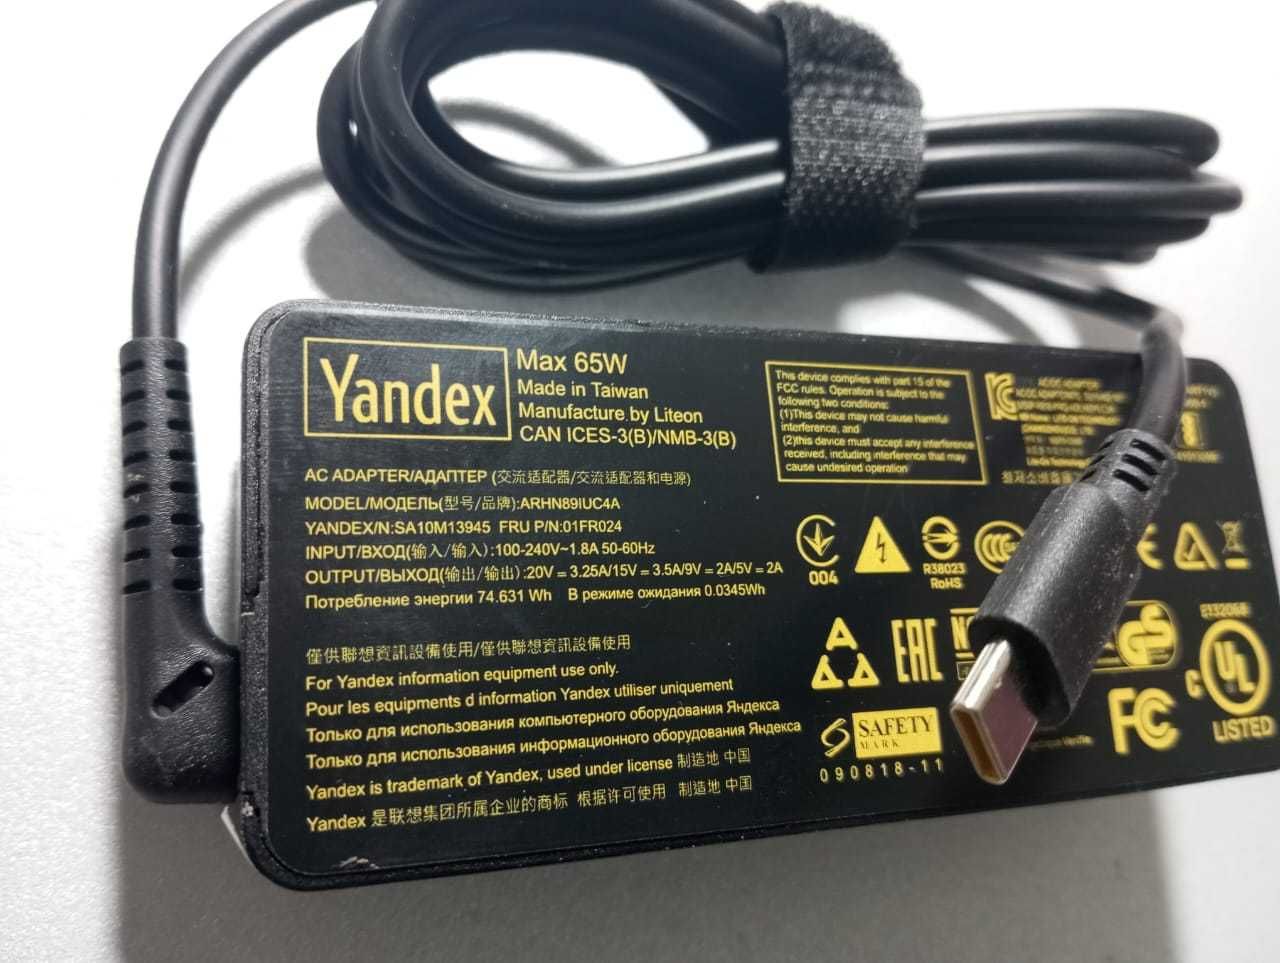 Yandex
Max 65W
Made in Taiwan
Manufacture by Liteon
CAN ICES-3(B)/NMB-3(B)
This device complies with part 15 of the
FCC rules. Operation is subject to the
following two conditions:
(1)This device may not cause harmful
interference, and
(2)this device must accept any interference
received, including interference that may
cause undesired operation
AC ADAPTER/АДАПТЕР (交流适配器/交流适配器和电源)
MODEL/МОДЕЛЬ(型号/品牌):ARHN89IUC4A
YANDEX/N:SA10M13945 FRU P/N:01FR024
INPUT/ВХОД(输入/输入):100-240V~1.8A 50-60Hz
OUTPUT/ВЫХОД(输出/输出):20V = 3.25A/15V = 3.5A/9V = 2A/5V = 2A
Потребление энергии 74.631 Wh В режиме ожидания 0.0345Wh
004
R38023
RoHS
CE
僅供聯想資訊設備使用/僅供聯想資訊設備使用
For Yandex information equipment use only.
Pour les equipments d information Yandex utiliser uniquement
Только для использования компьютерного оборудования Яндекса
Только для использования информационного оборудования Яндекса
Yandex is trademark of Yandex, used under license 制造地 中国
Yandex 是联想集团所属企业的商标 根据许可使用 制造地 中国
EAC
SAFETY
MARK
090818-11
GS
E132068
C UL
LISTED
FC